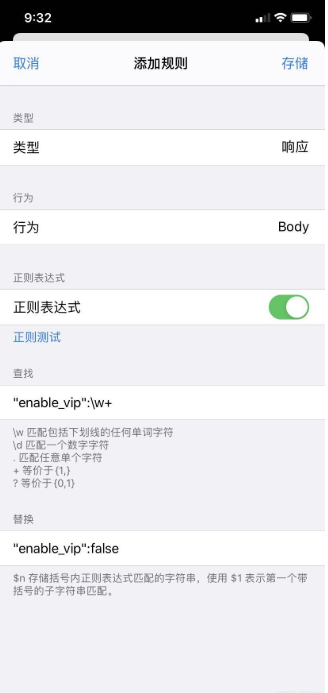 9:32
取消
添加规则
存储
类型
类型
响应
行为
行为
Body
正则表达式
正则表达式
正则测试
查找
"enable_vip":\w+
\w 匹配包括下划线的任何单词字符
\d 匹配一个数字字符
. 匹配任意单个字符
+ 等价于{1,}
? 等价于{0,1}
替换
"enable_vip":false
$n 存储括号内正则表达式匹配的字符串，使用 $1 表示第一个带
括号的子字符串匹配。